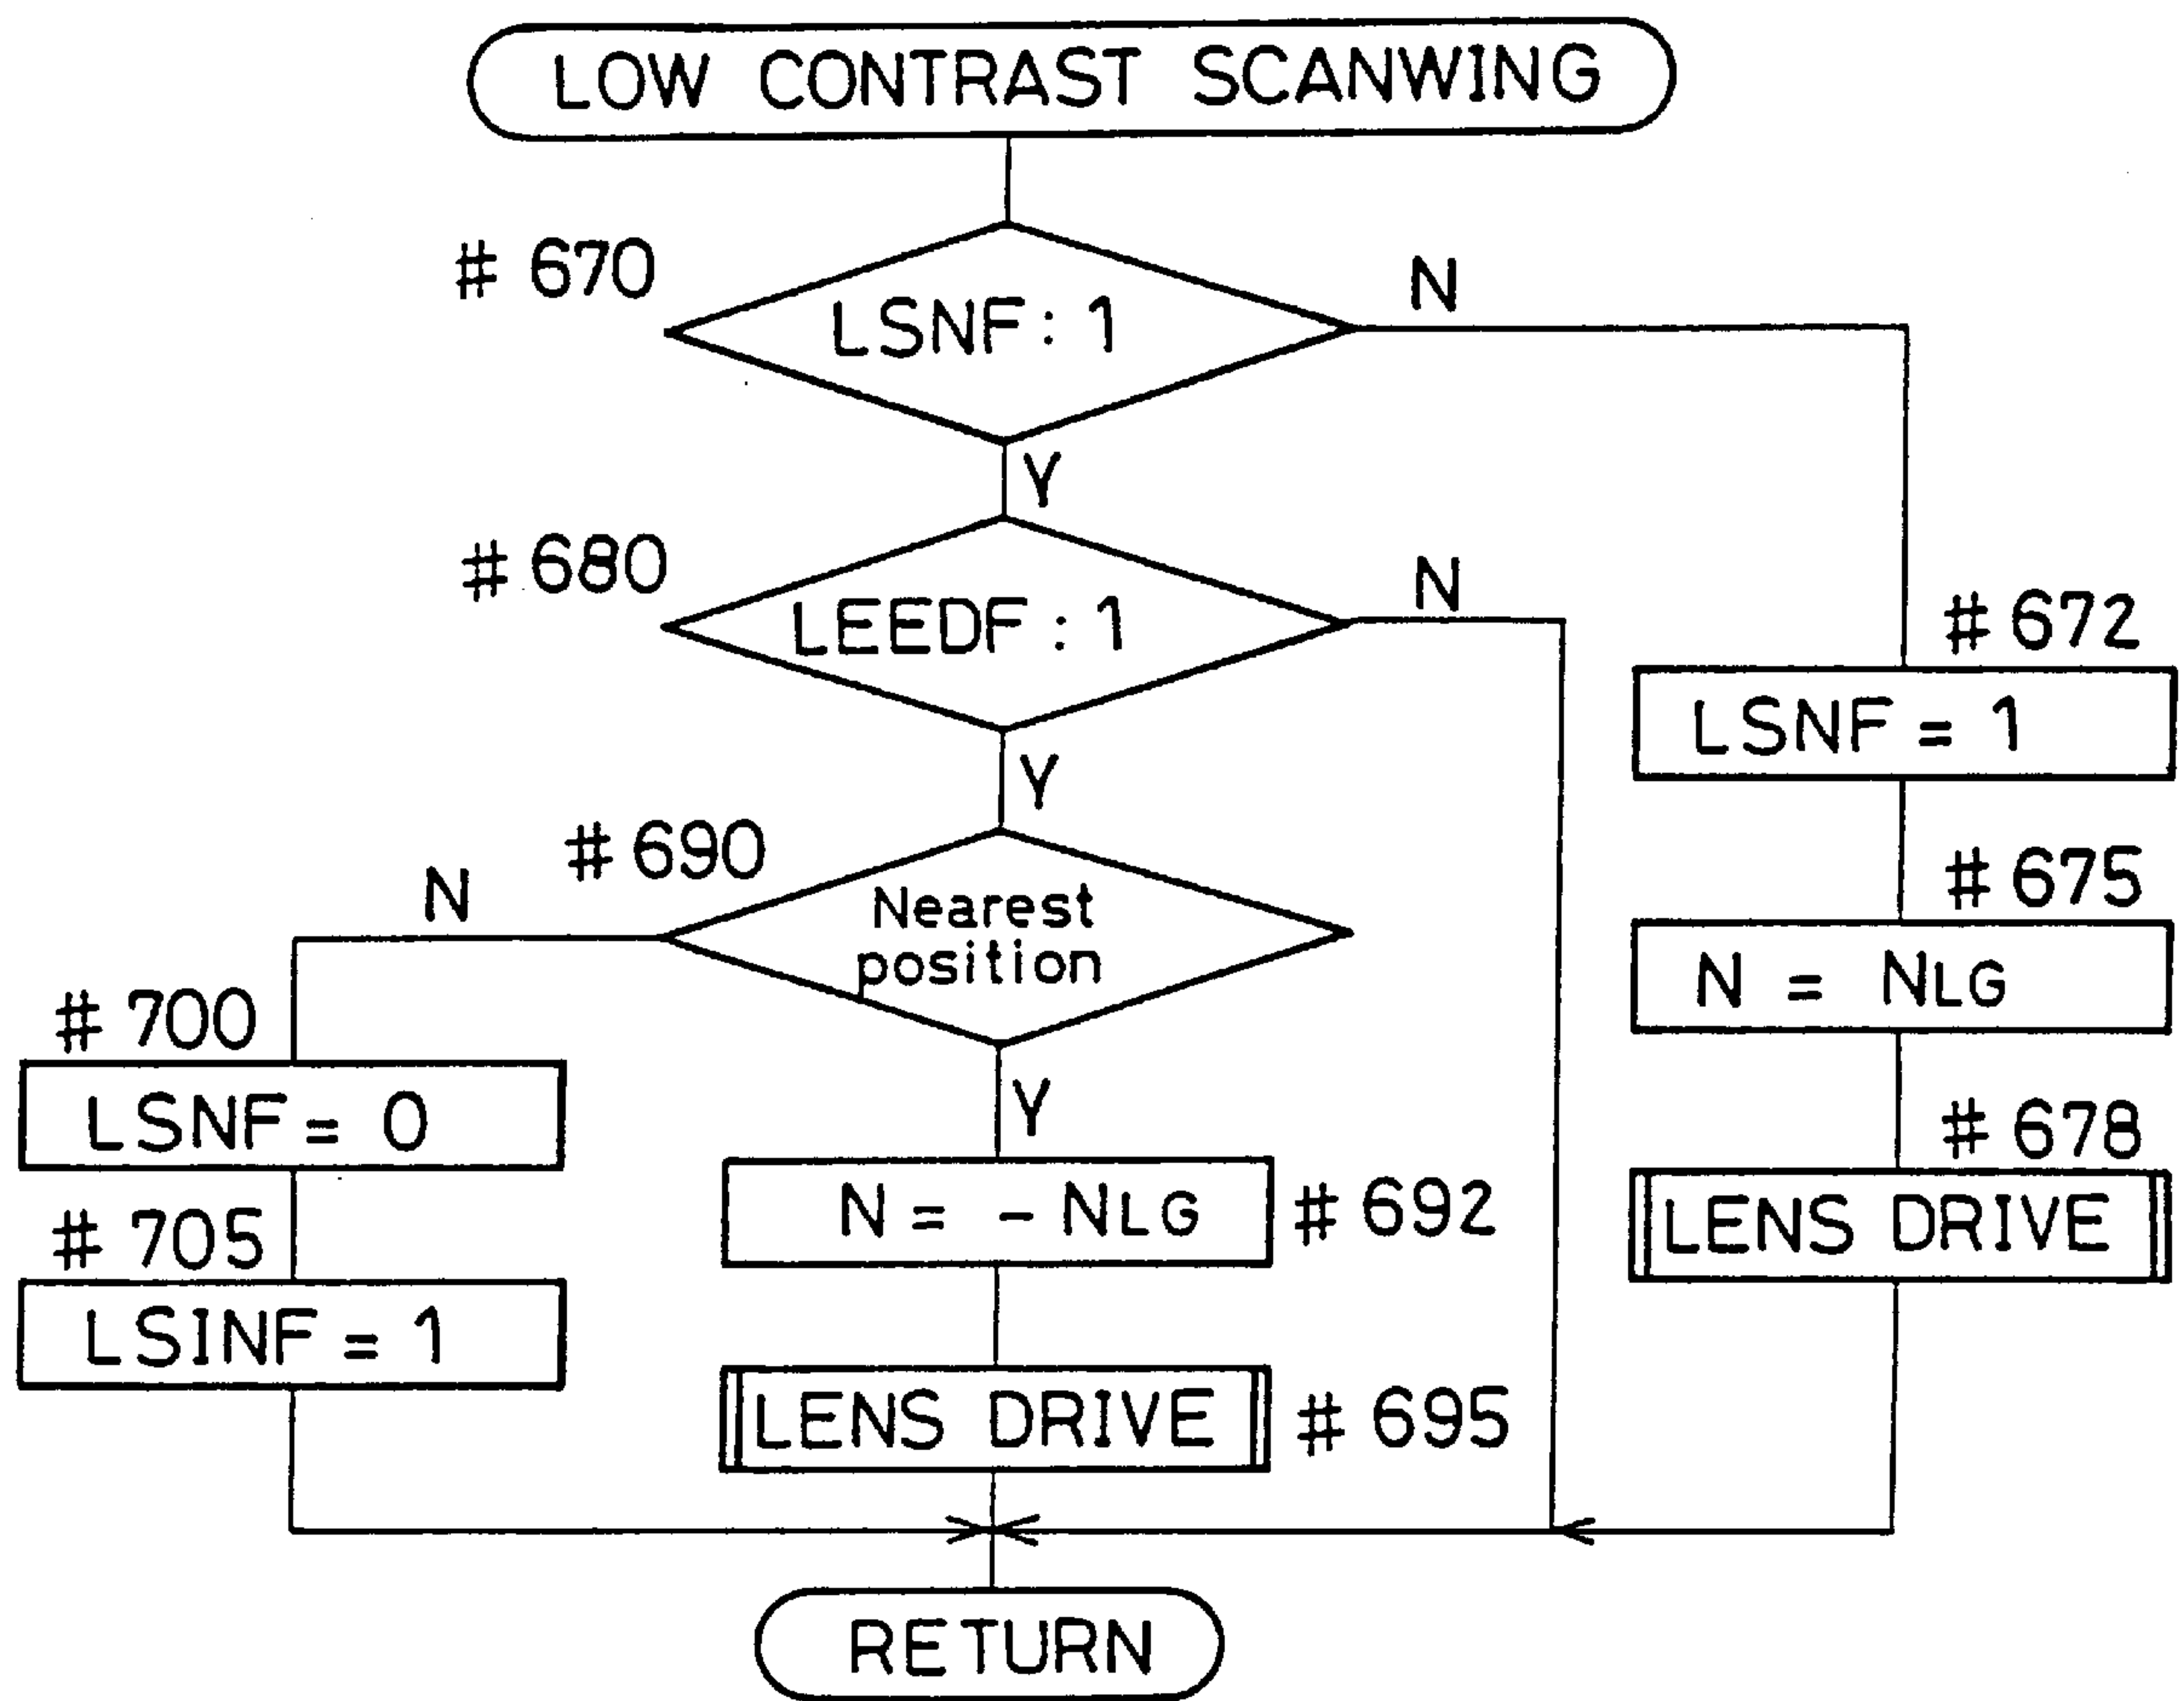 LOW CONTRAST SCANWING
# 670
LSNF : 1
N
Y
# 680
LEEDF : 1
N
Y
# 672
LSNF = 1
# 675
N = NLG
# 678
LENS DRIVE
# 690
Nearest
position
N
Y
# 700
LSNF = 0
# 705
LSINF = 1
N = - NLG
# 692
LENS DRIVE
# 695
RETURN